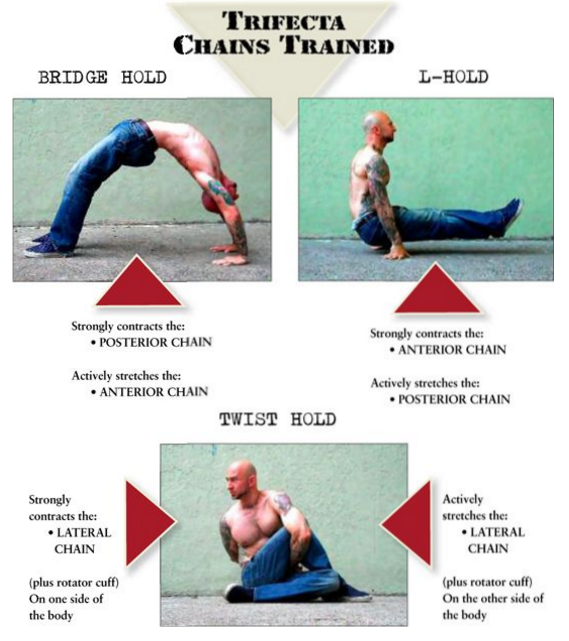 TRIFECTA
CHAINS TRAINED
BRIDGE HOLD
L-HOLD
Strongly contracts the:
• POSTERIOR CHAIN
Actively stretches the:
• ANTERIOR CHAIN
Strongly contracts the:
• ANTERIOR CHAIN
Actively stretches the:
• POSTERIOR CHAIN
TWIST HOLD
Strongly
contracts the:
• LATERAL
CHAIN
(plus rotator cuff)
On one side of
the body
Actively
stretches the:
• LATERAL
CHAIN
(plus rotator cuff)
On the other side of
the body